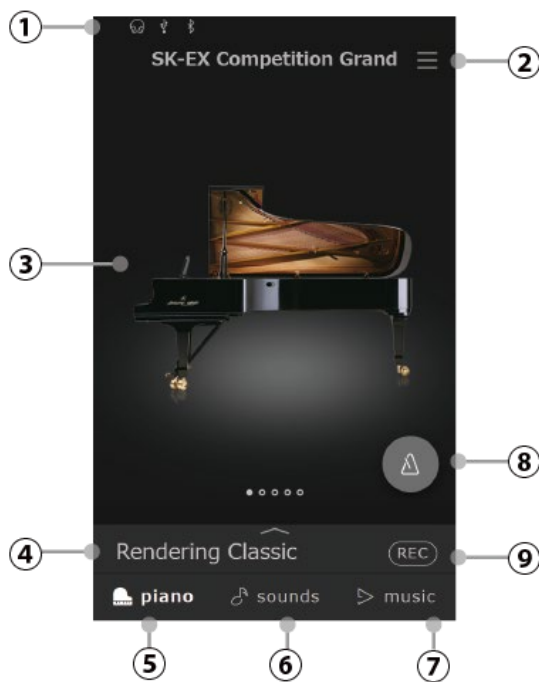 ①
SK-EX Competition Grand
②
③
⑧
④
Rendering Classic
REC
⑨
piano
sounds
music
⑤
⑥
⑦